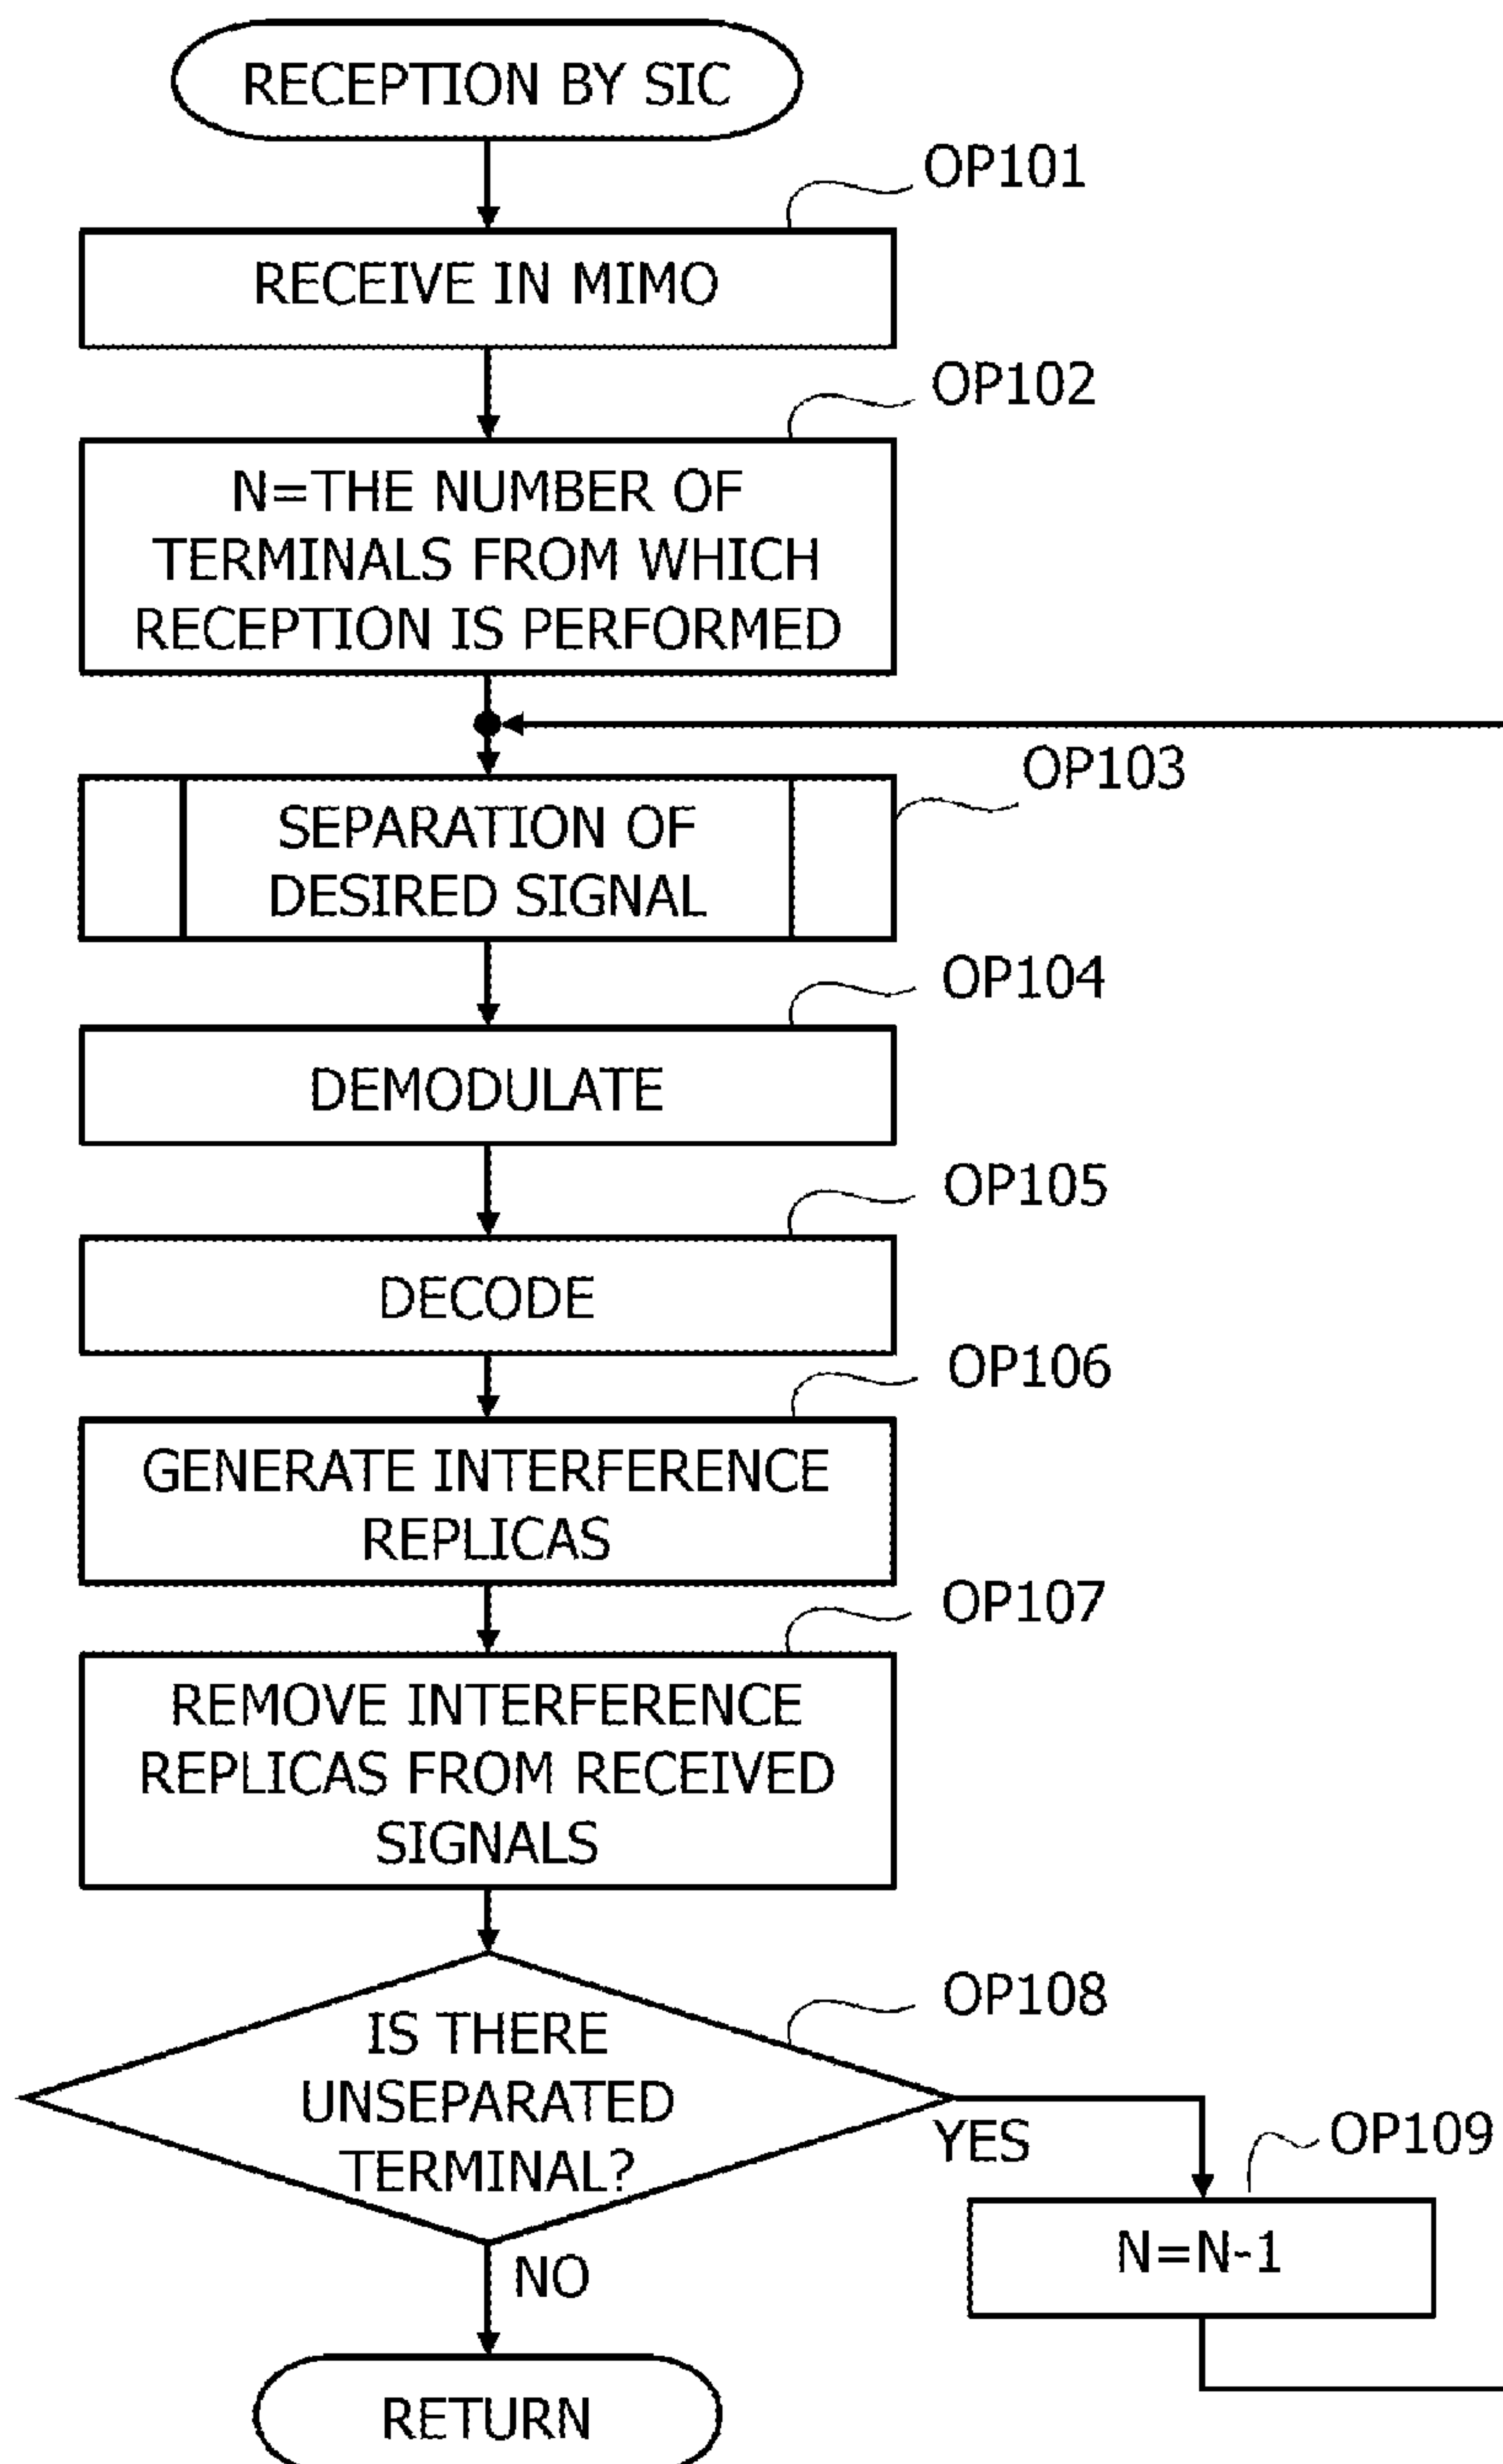 RECEPTION BY SIC
OP101
RECEIVE IN MIMO
OP102
N=THE NUMBER OF
TERMINALS FROM WHICH
RECEPTION IS PERFORMED
OP103
SEPARATION OF
DESIRED SIGNAL
OP104
DEMODULATE
OP105
DECODE
OP106
GENERATE INTERFERENCE
REPLICAS
OP107
REMOVE INTERFERENCE
REPLICAS FROM RECEIVED
SIGNALS
OP108
IS THERE
UNSEPARATED
TERMINAL?
YES
OP109
N=N-1
NO
RETURN